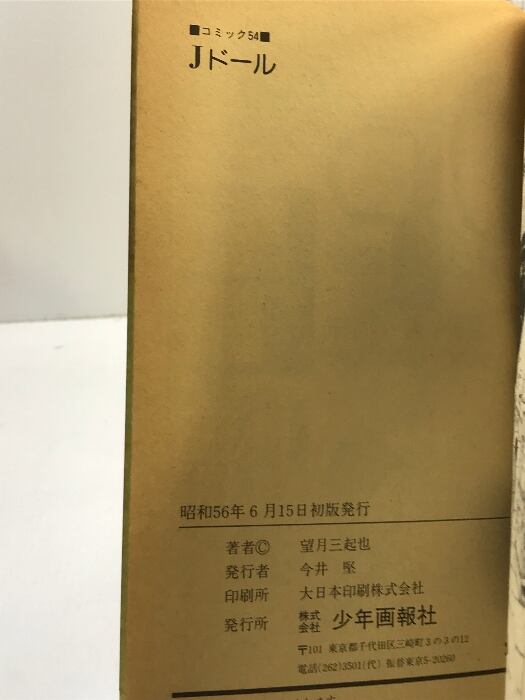 ■コミック54■
Jドール
昭和56年6月15日初版発行
著者© 望月三起也
発行者 今井 堅
印刷所 大日本印刷株式会社
発行所 株式会社 少年画報社
〒101 東京都千代田区三崎町3の3の12
電話(262)3501(代) 振替東京5-20260